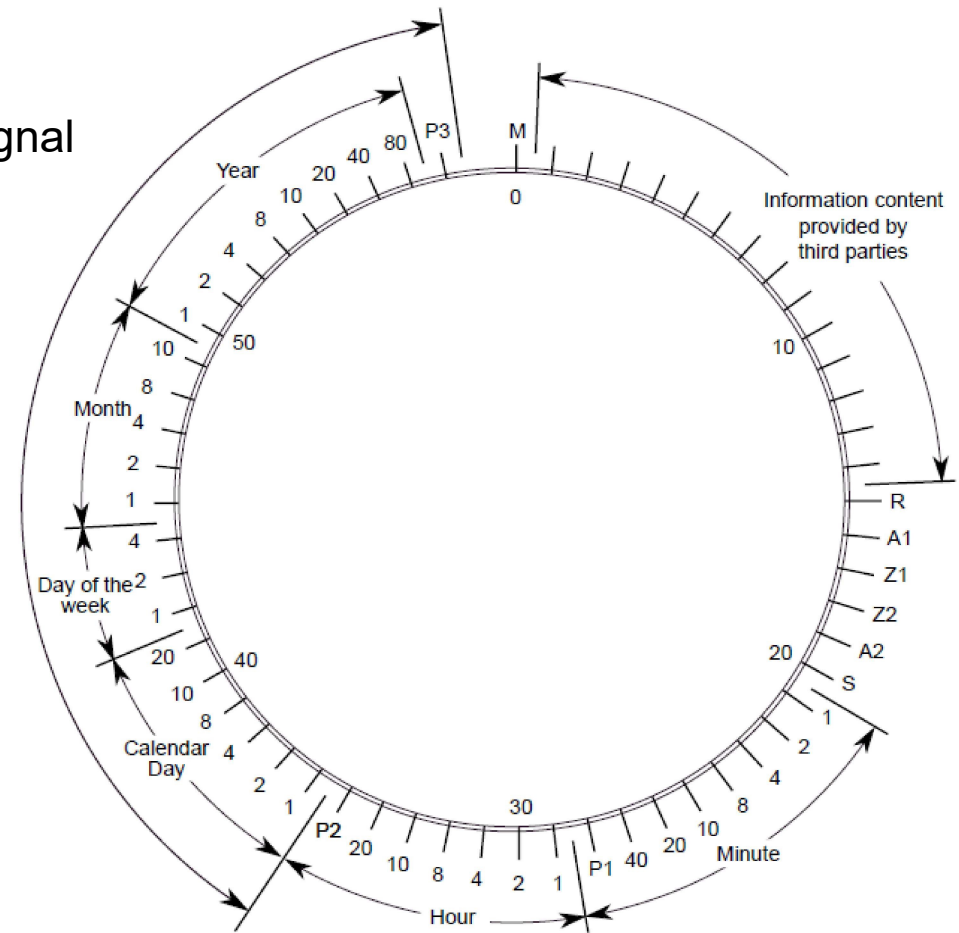 gnal
M
0
Information content
provided by
third parties
10
R
A1
Z1
Z2
A2
20
S
1
2
4
8
10
20
40
Minute
P1
30
1
2
4
8
10
20
P2
Hour
1
2
4
8
10
20
40
Calendar
Day
1
2
4
Day of the
week
1
2
4
8
10
Month
50
1
2
4
8
10
20
40
80
Year
P3